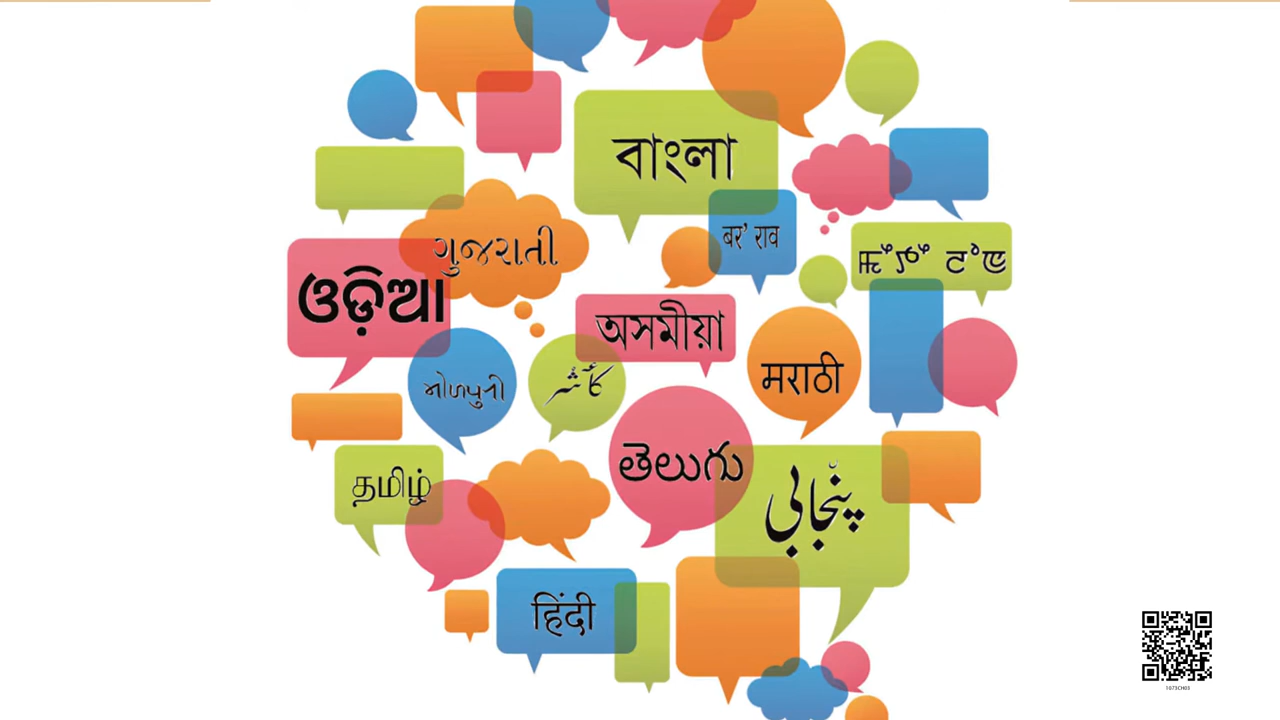 বাংলা
बर’ राव
ગુજરાતી
ଓଡ଼ିଆ
অসমীয়া
मराठी
کٲشُر
తెలుగు
தமிழ்
پنجابی
हिंदी